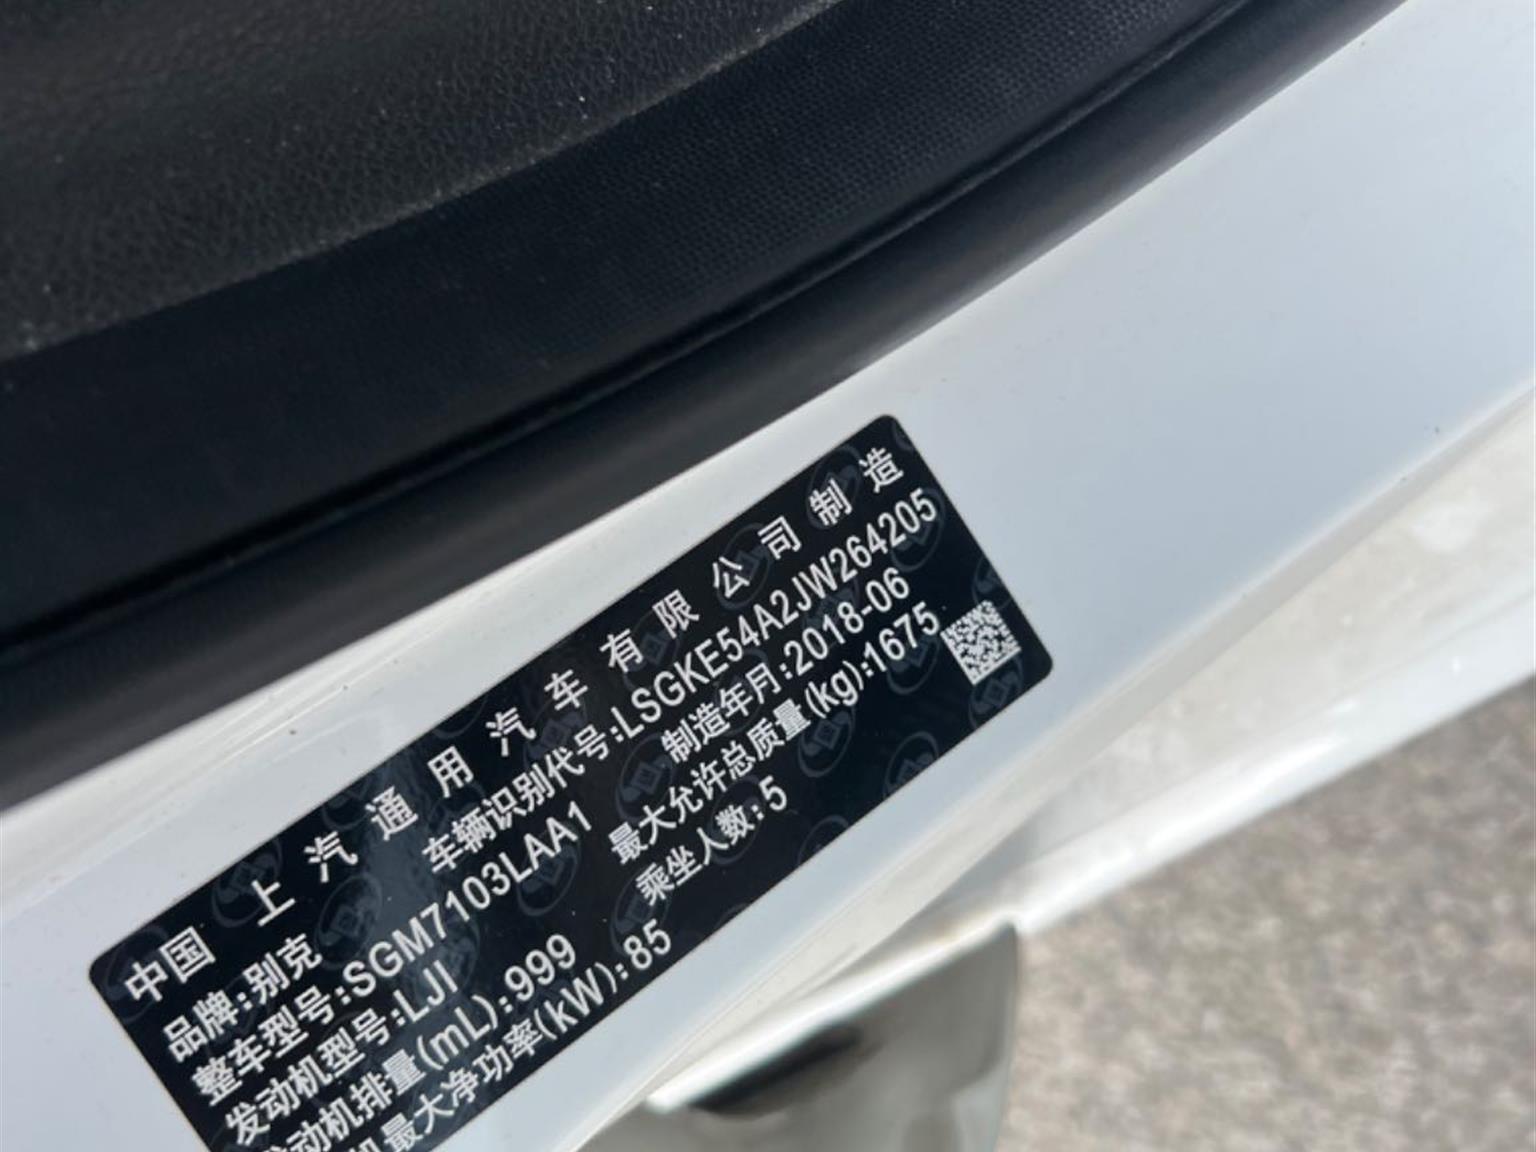 中国上汽通用汽车有限公司制造
品牌:别克 车辆识别代号:LSGKE54A2JW264205
整车型号:SGM7103LAA1 制造年月:2018-06
发动机型号:LJI 最大允许总质量(kg):1675
发动机排量(mL):999 乘坐人数:5
机最大净功率(kW):85